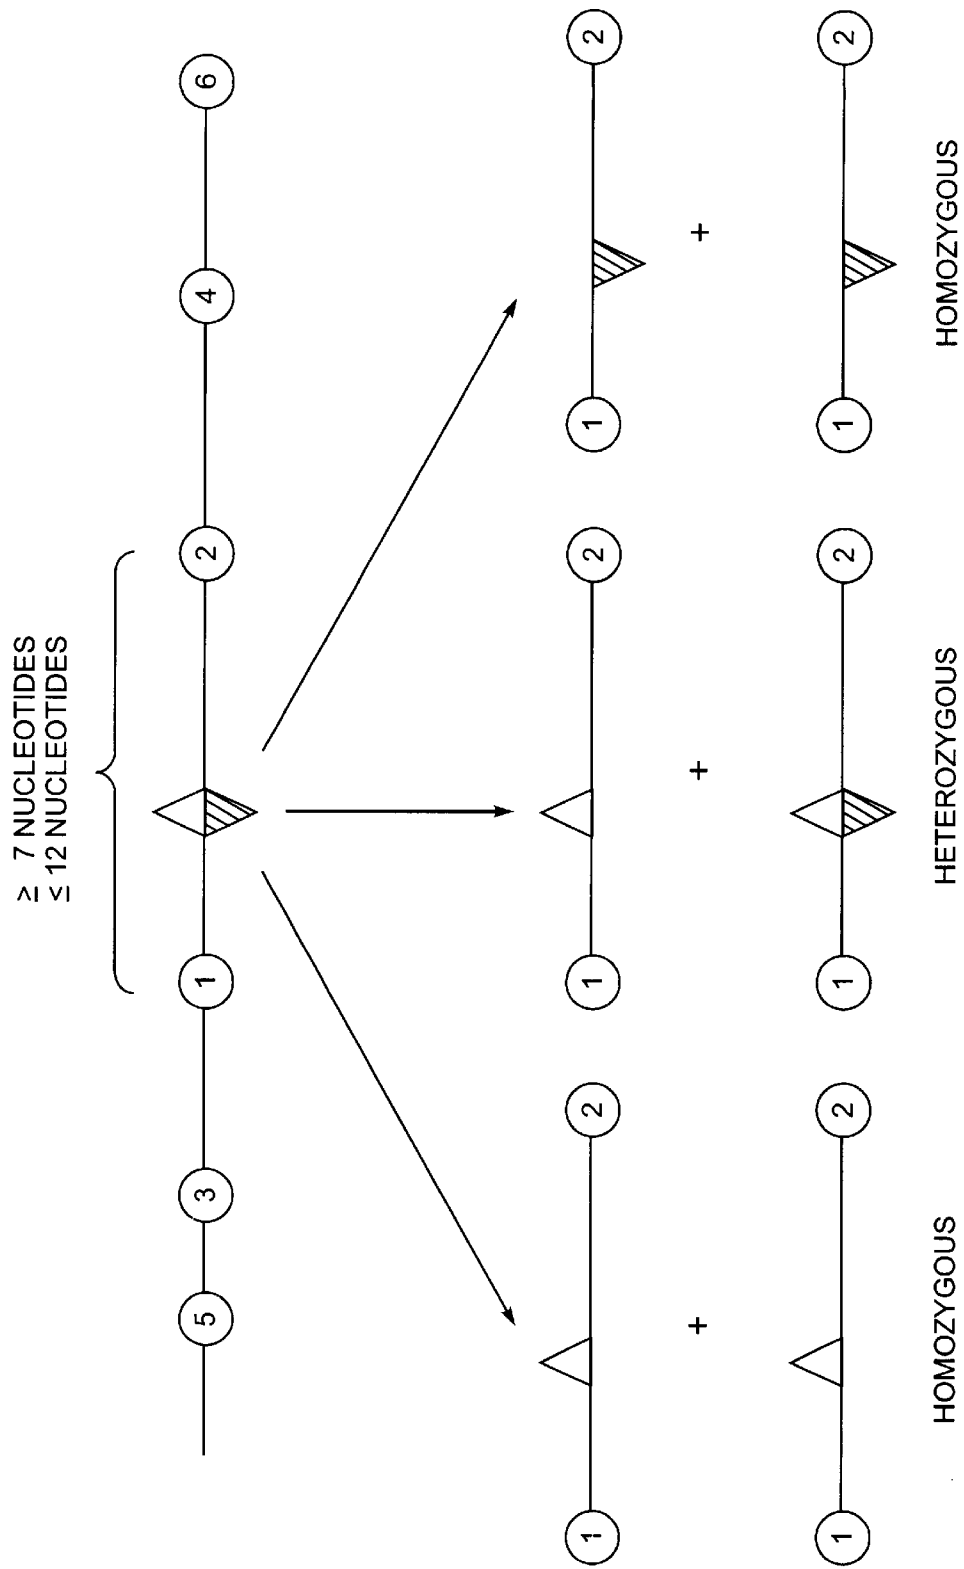 ≥ 7 NUCLEOTIDES
≤ 12 NUCLEOTIDES
5 3 1 2 4 6
1 2 1 2 1 2
+ + +
1 2 1 2 1 2
HOMOZYGOUS HETEROZYGOUS HOMOZYGOUS